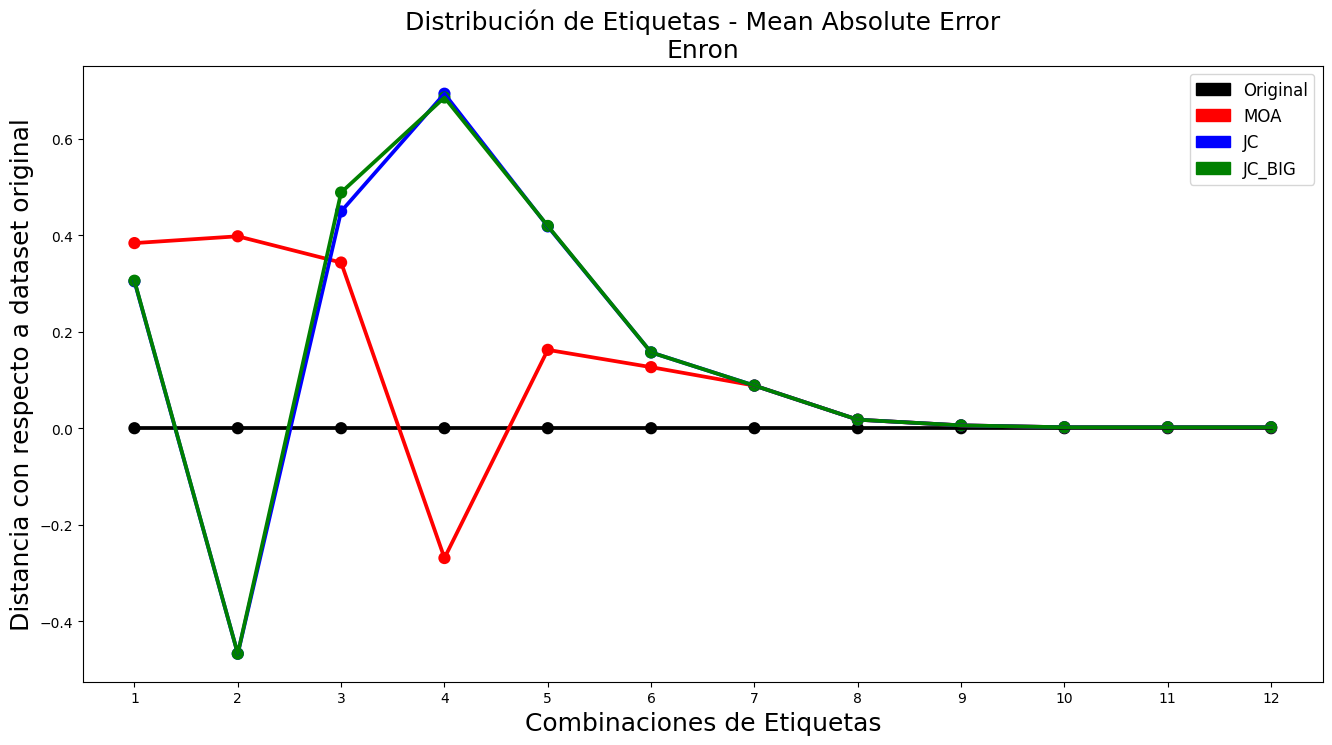 Distribución de Etiquetas - Mean Absolute Error
Enron
Original
MOA
JC
JC_BIG
Distancia con respecto a dataset original
0.6
0.4
0.2
0.0
−0.2
−0.4
1 2 3 4 5 6 7 8 9 10 11 12
Combinaciones de Etiquetas